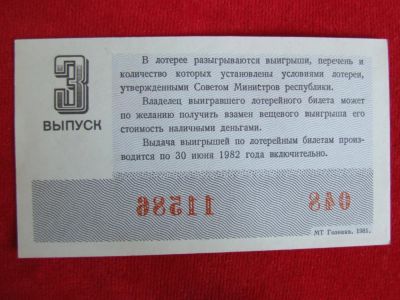 3
ВЫПУСК
В лотерее разыгрываются выигрыши, перечень и
количество которых установлены условиями лотереи,
утвержденными Советом Министров республики.
Владелец выигравшего лотерейного билета может
по желанию получить взамен вещевого выигрыша его
стоимость наличными деньгами.
Выдача выигрышей по лотерейным билетам произ-
водится по 30 июня 1982 года включительно.
11586 048
МТ Гознака. 1981.